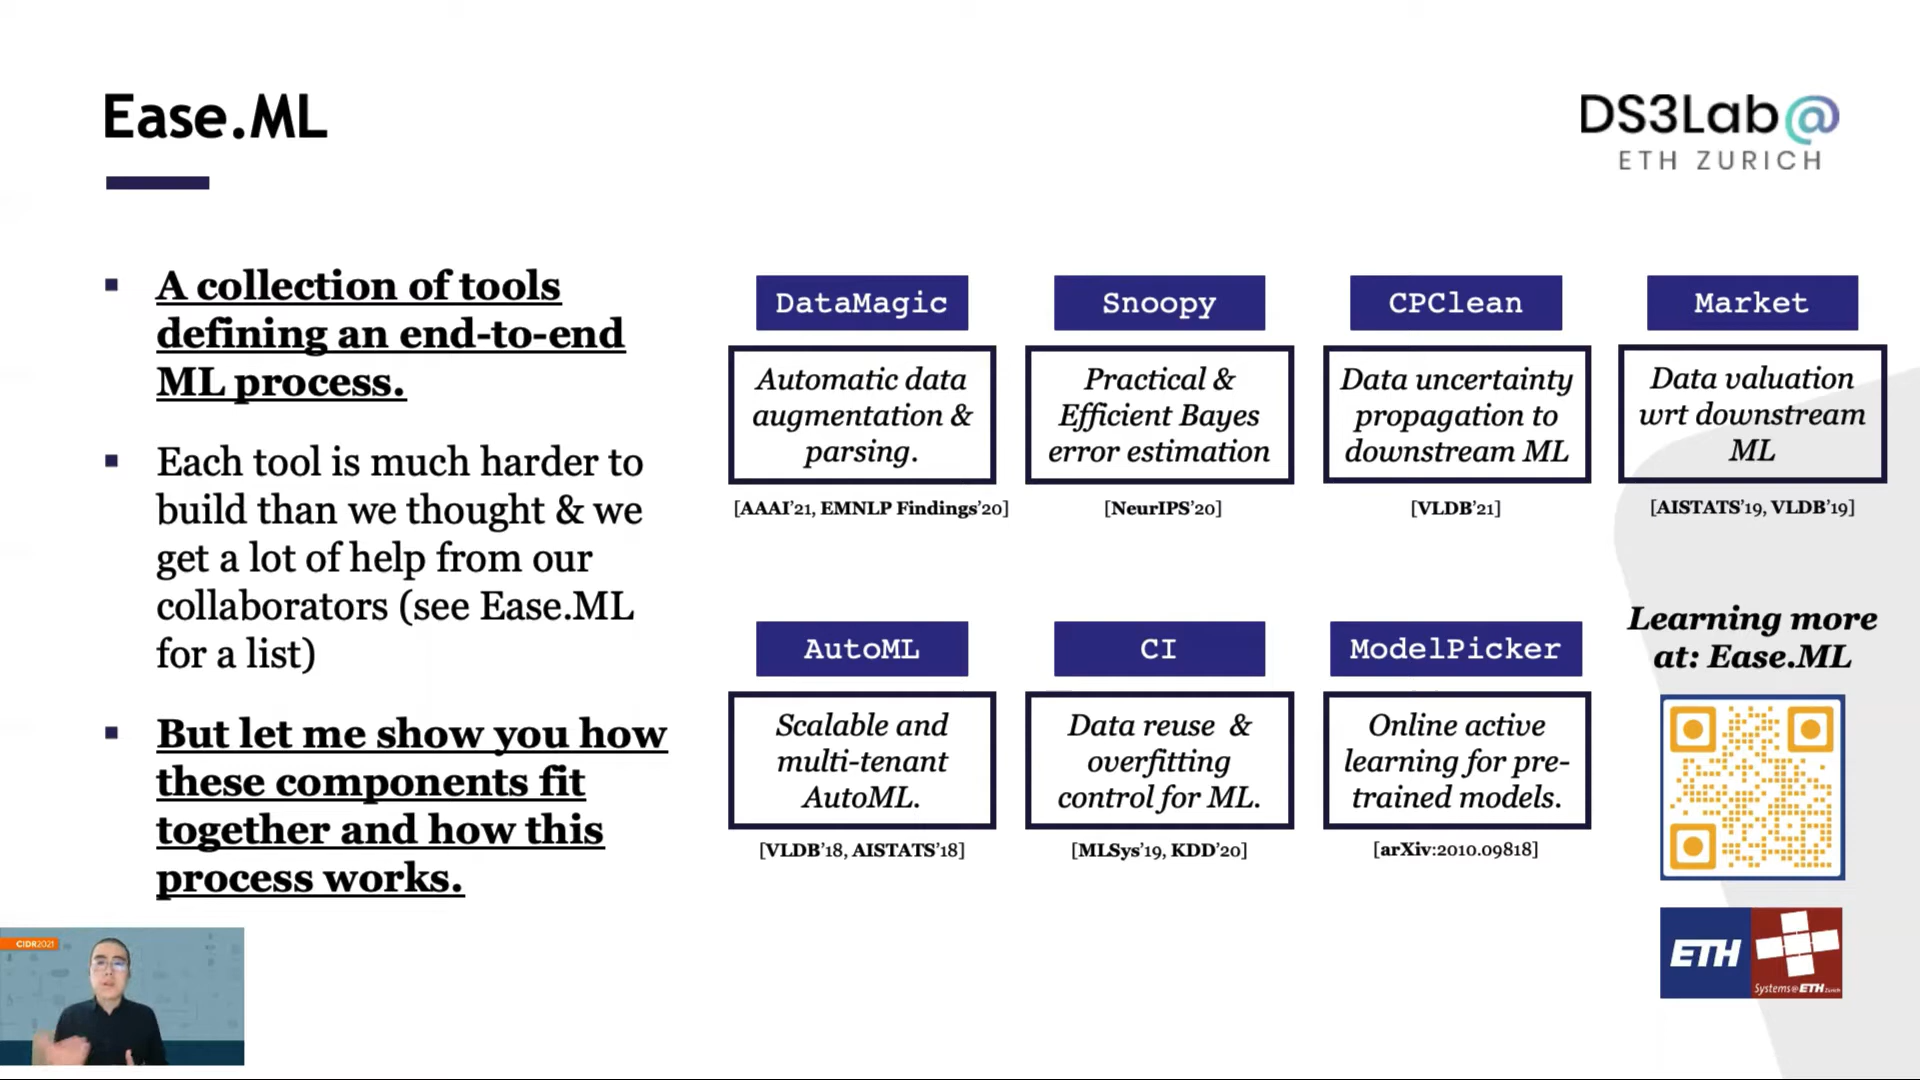 Ease.ML
DS3Lab@
ETH ZURICH
▪ A collection of tools
defining an end-to-end
ML process.
▪ Each tool is much harder to
build than we thought & we
get a lot of help from our
collaborators (see Ease.ML
for a list)
▪ But let me show you how
these components fit
together and how this
process works.
DataMagic
Automatic data
augmentation &
parsing.
[AAAI'21, EMNLP Findings'20]
Snoopy
Practical &
Efficient Bayes
error estimation
[NeurIPS'20]
CPClean
Data uncertainty
propagation to
downstream ML
[VLDB'21]
Market
Data valuation
wrt downstream
ML
[AISTATS'19, VLDB'19]
AutoML
Scalable and
multi-tenant
AutoML.
[VLDB'18, AISTATS'18]
CI
Data reuse & 
overfitting
control for ML.
[MLSys'19, KDD'20]
ModelPicker
Online active
learning for pre-
trained models.
[arXiv:2010.09818]
Learning more
at: Ease.ML
ETH
Systems@ETH Zürich
CIDR2021